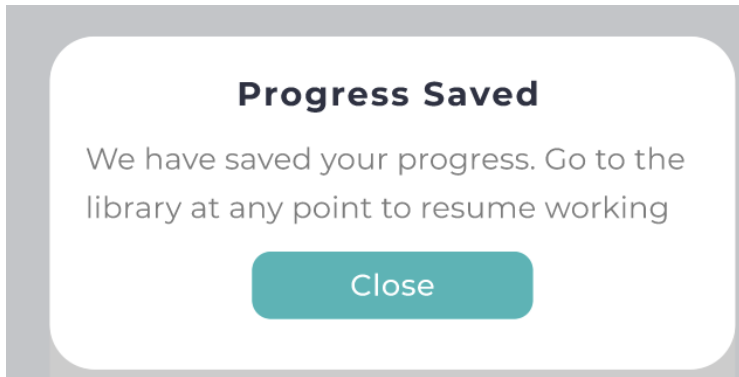 Progress Saved
We have saved your progress. Go to the
library at any point to resume working
Close